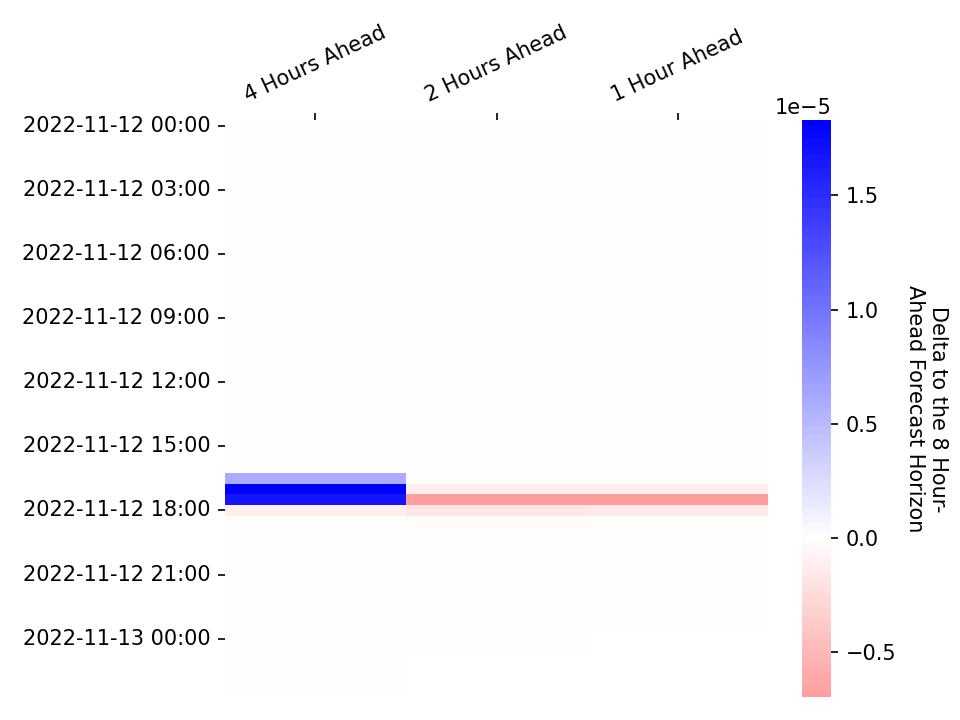 4 Hours Ahead
2 Hours Ahead
1 Hour Ahead
1e−5
2022-11-12 00:00
2022-11-12 03:00
2022-11-12 06:00
2022-11-12 09:00
2022-11-12 12:00
2022-11-12 15:00
2022-11-12 18:00
2022-11-12 21:00
2022-11-13 00:00
1.5
1.0
0.5
0.0
−0.5
Delta to the 8 Hour-
Ahead Forecast Horizon